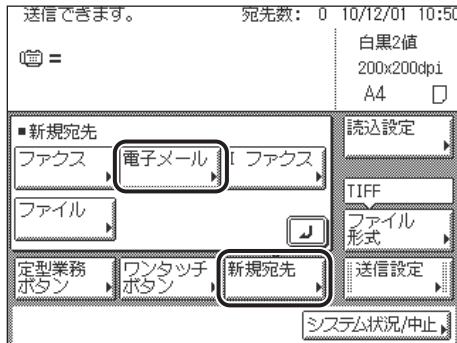 送信できます。 宛先数: 0 10/12/01 10:50
=
白黒2値
200x200dpi
A4
■新規宛先
読込設定
ファクス 電子メール I ファクス
TIFF
ファイル
ファイル
形式
定型業務
ボタン
ワンタッチ
ボタン
新規宛先
送信設定
システム状況/中止